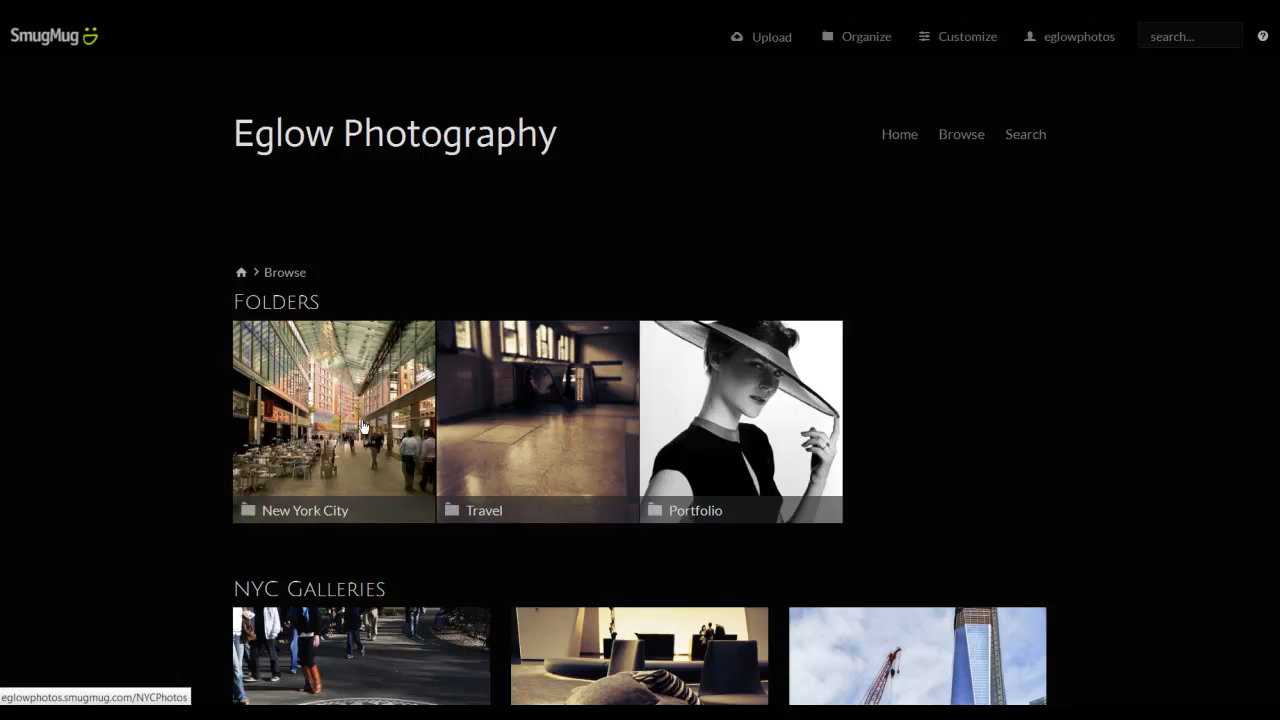 SmugMug
Upload
Organize
Customize
eglowphotos
search...
Eglow Photography
Home
Browse
Search
Browse
Folders
New York City
Travel
Portfolio
NYC Galleries
eglowphotos.smugmug.com/NYCPhotos